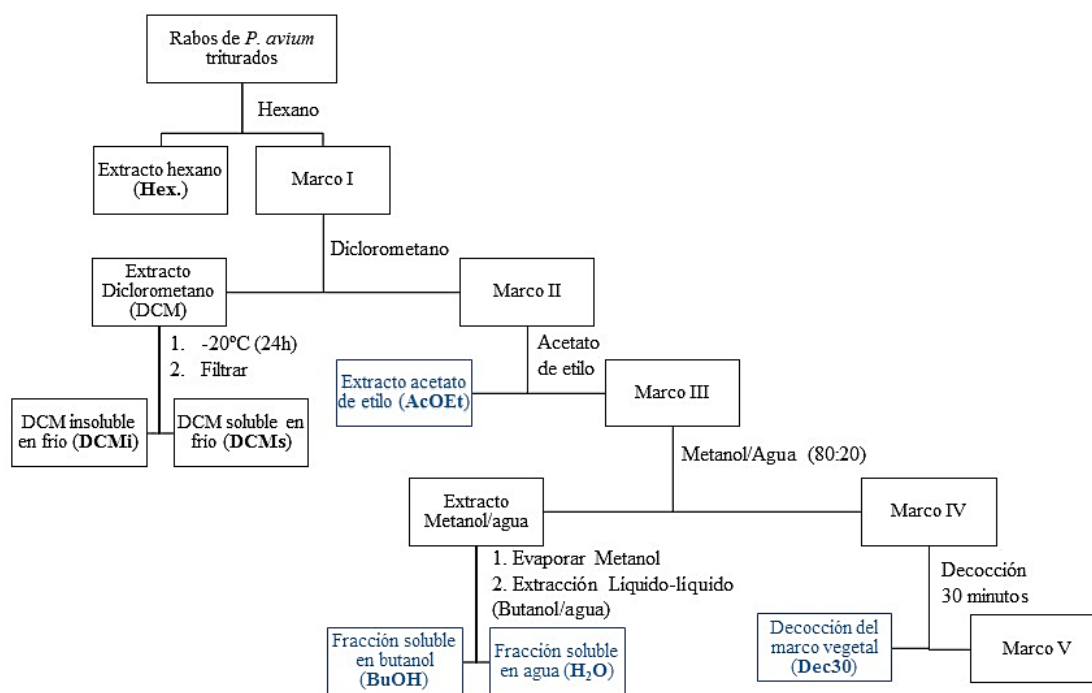 Rabos de P. avium
triturados
Hexano
Extracto hexano
(Hex.)
Marco I
Diclorometano
Extracto
Diclorometano
(DCM)
Marco II
1. -20ºC (24h)
2. Filtrar
Acetato
de etilo
Extracto acetato
de etilo (AcOEt)
Marco III
DCM insoluble
en frio (DCMi)
DCM soluble en
frio (DCMs)
Metanol/Agua (80:20)
Extracto
Metanol/agua
Marco IV
1. Evaporar Metanol
2. Extracción Líquido-líquido
(Butanol/agua)
Decocción
30 minutos
Fracción soluble
en butanol (BuOH)
Fracción soluble
en agua (H₂O)
Decocción del
marco vegetal
(Dec30)
Marco V